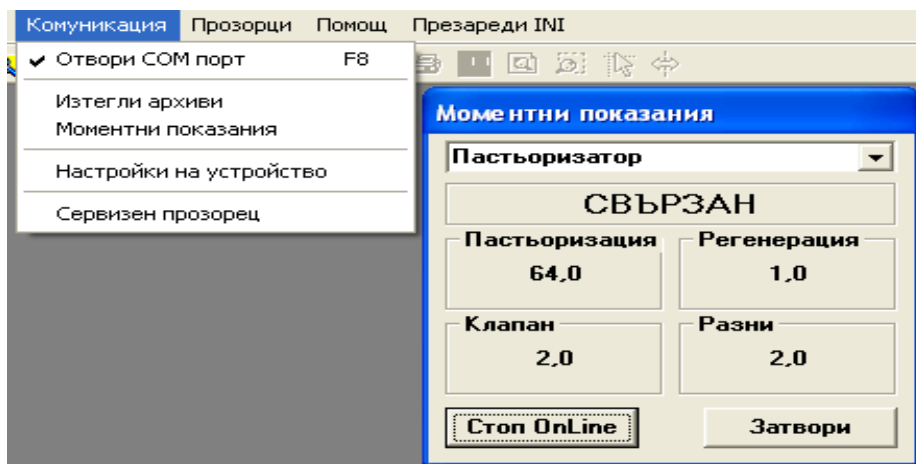 Комуникация Прозорци Помощ Презареди INI
Отвори COM порт F8
Изтегли архиви
Моментни показания
Настройки на устройство
Сервизен прозорец
Моментни показания
Пастьоризатор
СВЪРЗАН
Пастьоризация Регенерация
64,0 1,0
Клапан Разни
2,0 2,0
Стоп OnLine Затвори